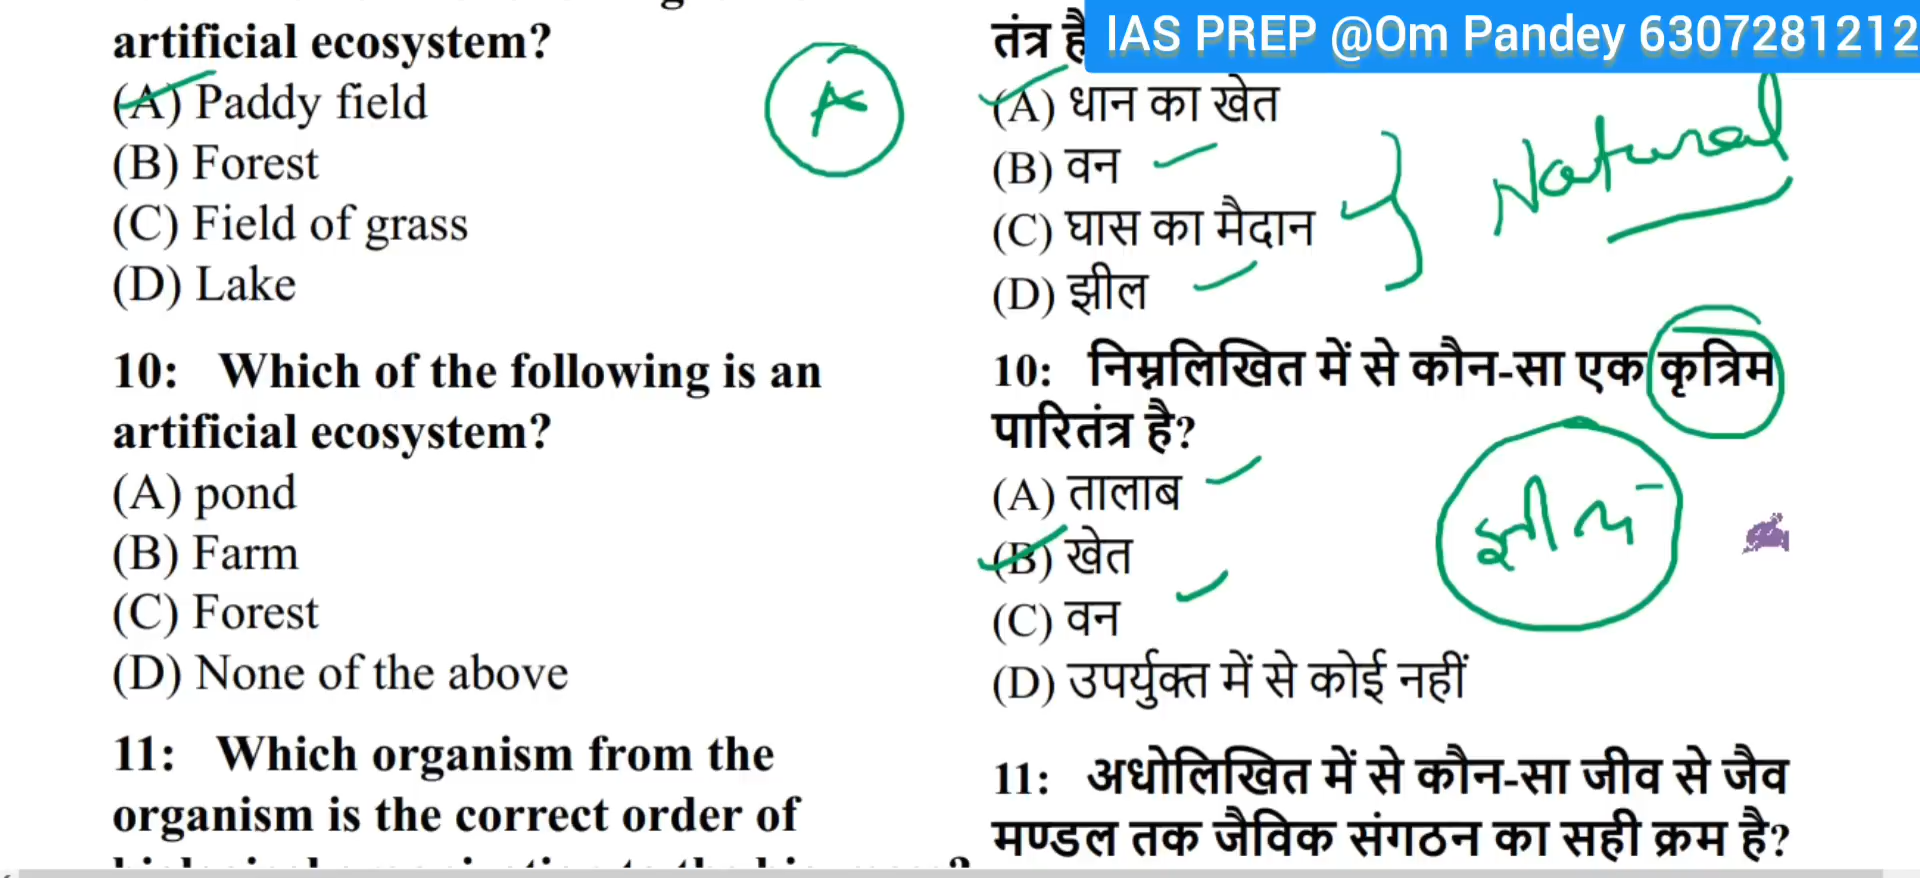 artificial ecosystem?
(A) Paddy field
(B) Forest
(C) Field of grass
(D) Lake
10: Which of the following is an
artificial ecosystem?
(A) pond
(B) Farm
(C) Forest
(D) None of the above
11: Which organism from the
organism is the correct order of
A
IAS PREP @Om Pandey 6307281212
तंत्र है
(A) धान का खेत
(B) वन
(C) घास का मैदान
(D) झील
Natural
10: निम्नलिखित में से कौन-सा एक कृत्रिम
पारितंत्र है?
(A) तालाब
(B) खेत
(C) वन
(D) उपर्युक्त में से कोई नहीं
11: अधोलिखित में से कौन-सा जीव से जैव
मण्डल तक जैविक संगठन का सही क्रम है?